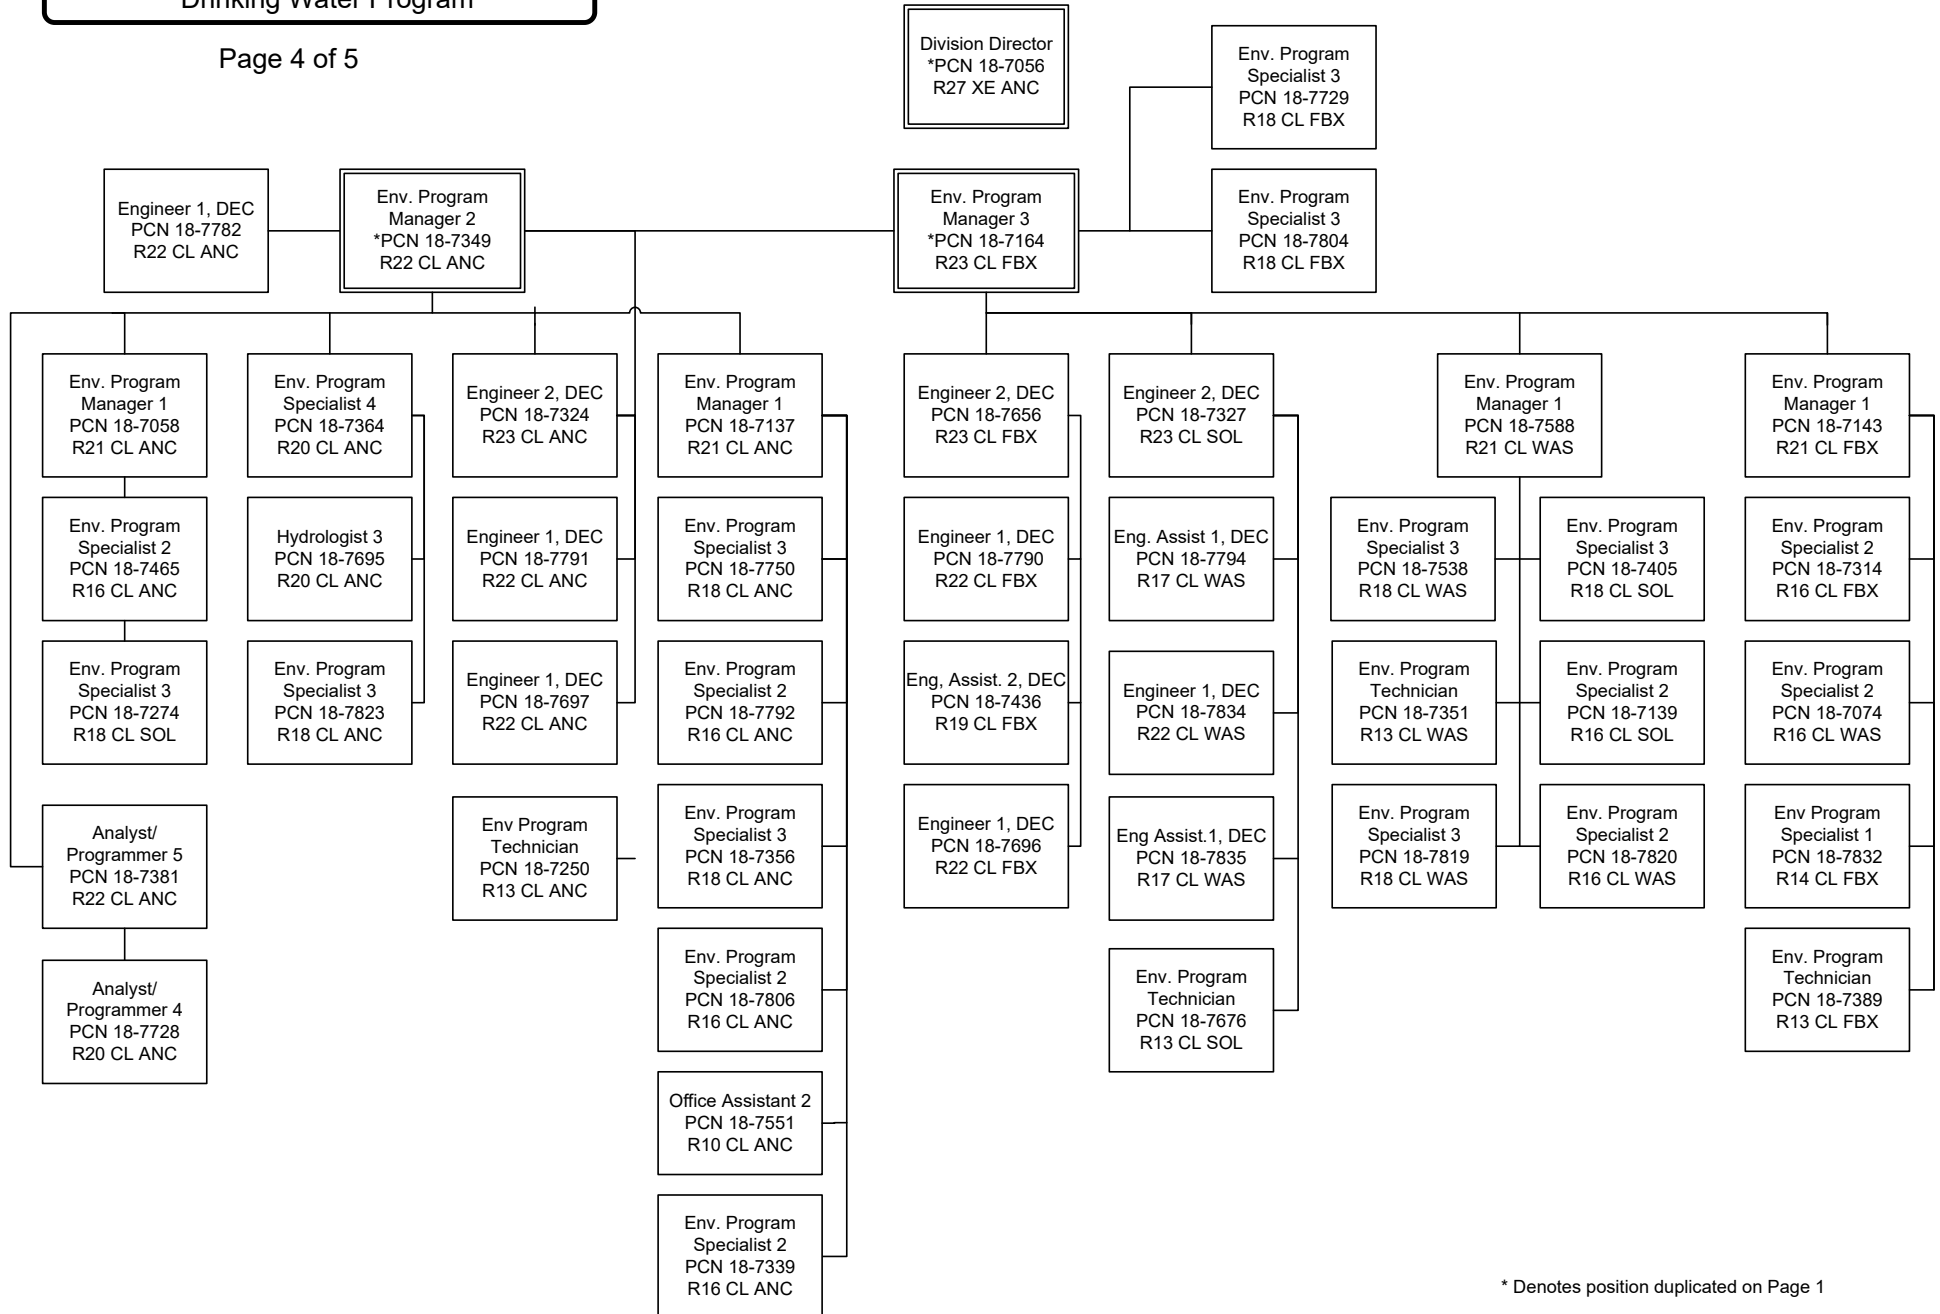 Drinking Water Program
Page 4 of 5
Division Director
*PCN 18-7056
R27 XE ANC
Env. Program
Specialist 3
PCN 18-7729
R18 CL FBX
Engineer 1, DEC
PCN 18-7782
R22 CL ANC
Env. Program
Manager 2
*PCN 18-7349
R22 CL ANC
Env. Program
Manager 3
*PCN 18-7164
R23 CL FBX
Env. Program
Specialist 3
PCN 18-7804
R18 CL FBX
Env. Program
Manager 1
PCN 18-7058
R21 CL ANC
Env. Program
Specialist 4
PCN 18-7364
R20 CL ANC
Engineer 2, DEC
PCN 18-7324
R23 CL ANC
Env. Program
Manager 1
PCN 18-7137
R21 CL ANC
Engineer 2, DEC
PCN 18-7656
R23 CL FBX
Engineer 2, DEC
PCN 18-7327
R23 CL SOL
Env. Program
Manager 1
PCN 18-7588
R21 CL WAS
Env. Program
Manager 1
PCN 18-7143
R21 CL FBX
Env. Program
Specialist 2
PCN 18-7465
R16 CL ANC
Hydrologist 3
PCN 18-7695
R20 CL ANC
Engineer 1, DEC
PCN 18-7791
R22 CL ANC
Env. Program
Specialist 3
PCN 18-7750
R18 CL ANC
Engineer 1, DEC
PCN 18-7790
R22 CL FBX
Eng. Assist 1, DEC
PCN 18-7794
R17 CL WAS
Env. Program
Specialist 3
PCN 18-7538
R18 CL WAS
Env. Program
Specialist 3
PCN 18-7405
R18 CL SOL
Env. Program
Specialist 2
PCN 18-7314
R16 CL FBX
Env. Program
Specialist 3
PCN 18-7274
R18 CL SOL
Env. Program
Specialist 3
PCN 18-7823
R18 CL ANC
Engineer 1, DEC
PCN 18-7697
R22 CL ANC
Env. Program
Specialist 2
PCN 18-7792
R16 CL ANC
Eng, Assist. 2, DEC
PCN 18-7436
R19 CL FBX
Engineer 1, DEC
PCN 18-7834
R22 CL WAS
Env. Program
Technician
PCN 18-7351
R13 CL WAS
Env. Program
Specialist 2
PCN 18-7139
R16 CL SOL
Env. Program
Specialist 2
PCN 18-7074
R16 CL WAS
Analyst/
Programmer 5
PCN 18-7381
R22 CL ANC
Env Program
Technician
PCN 18-7250
R13 CL ANC
Env. Program
Specialist 3
PCN 18-7356
R18 CL ANC
Engineer 1, DEC
PCN 18-7696
R22 CL FBX
Eng Assist.1, DEC
PCN 18-7835
R17 CL WAS
Env. Program
Specialist 3
PCN 18-7819
R18 CL WAS
Env. Program
Specialist 2
PCN 18-7820
R16 CL WAS
Env Program
Specialist 1
PCN 18-7832
R14 CL FBX
Analyst/
Programmer 4
PCN 18-7728
R20 CL ANC
Env. Program
Specialist 2
PCN 18-7806
R16 CL ANC
Env. Program
Technician
PCN 18-7676
R13 CL SOL
Env. Program
Technician
PCN 18-7389
R13 CL FBX
Office Assistant 2
PCN 18-7551
R10 CL ANC
Env. Program
Specialist 2
PCN 18-7339
R16 CL ANC
* Denotes position duplicated on Page 1